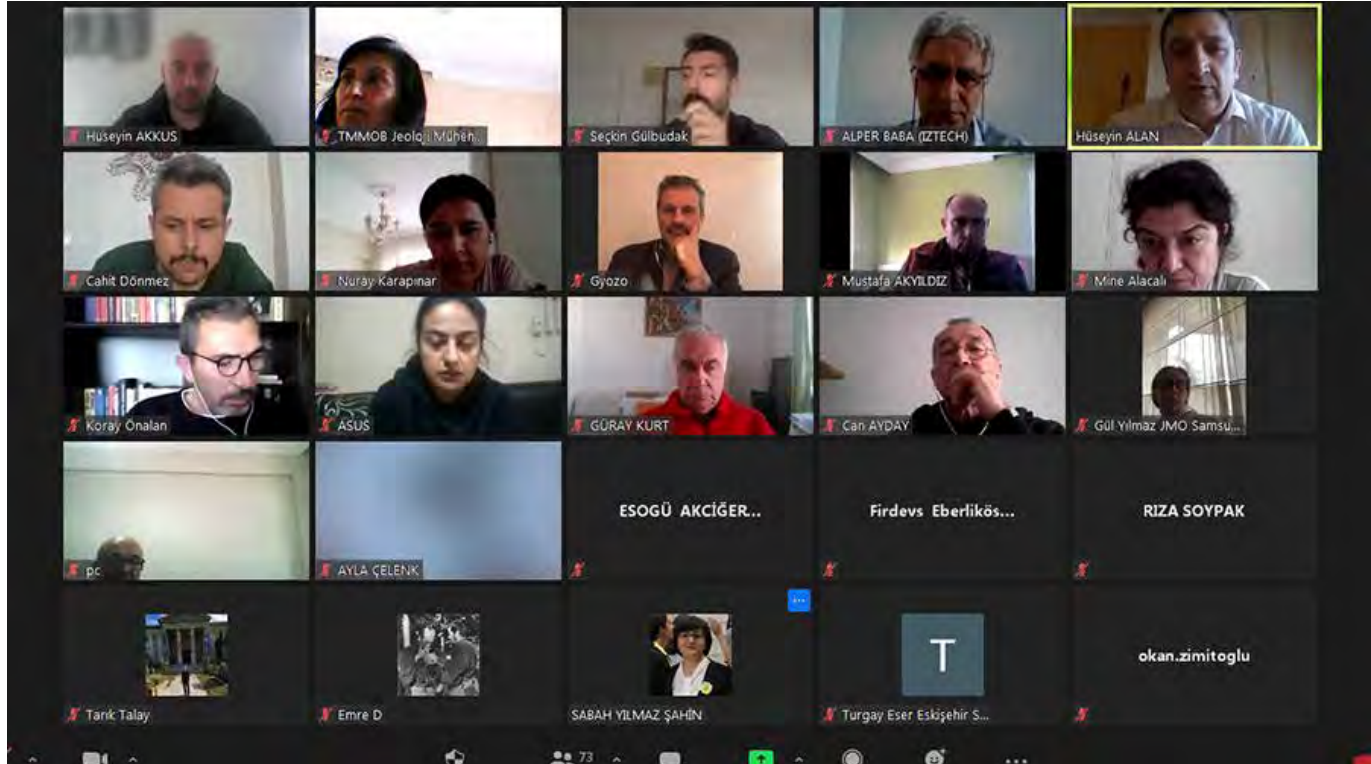 Huseyin AKKUS
TMMOB Jeoloji Mühen...
Seçkin Gülbudak
ALPER BABA (IZTECH)
Hüseyin ALAN
Cahit Dönmez
Nuray Karapınar
Gyozo
Mustafa AKYILDIZ
Mine Alacalı
Koray Önalan
ASUS
GÜRAY KURT
Can AYDAY
Gül Yılmaz JMO Samsu...
pc
AYLA ÇELENK
ESOGÜ AKCİĞER...
Firdevs Eberlikös...
RIZA SOYPAK
Tarık Talay
Emre D
SABAH YILMAZ ŞAHİN
T
Turgay Eser Eskişehir S...
okan.zimitoglu
73